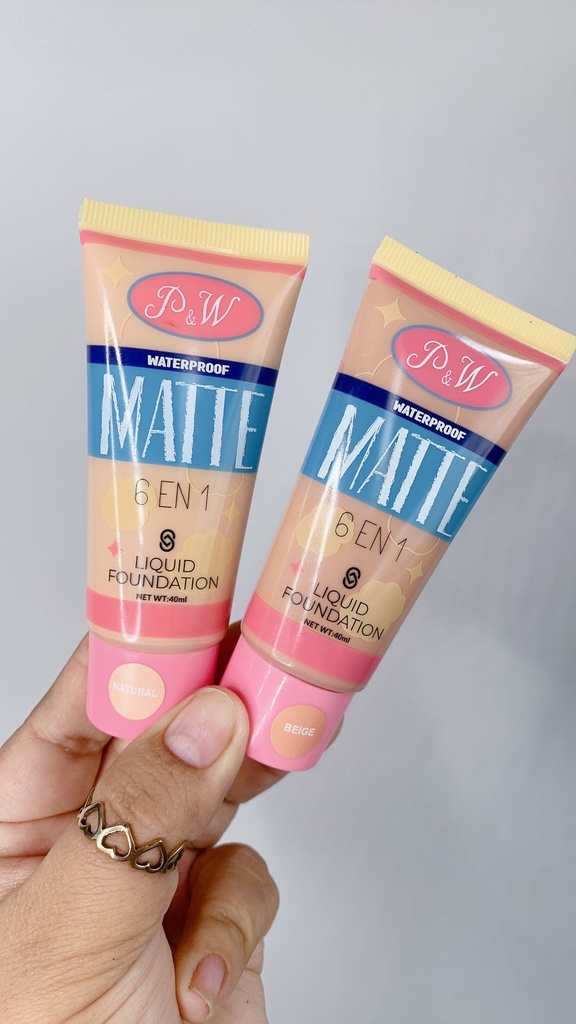 P&W
WATERPROOF
MATTE
6 EN 1
LIQUID
FOUNDATION
NET WT:40ml
NATURAL
P&W
WATERPROOF
MATTE
6 EN 1
LIQUID
FOUNDATION
NET WT:40ml
BEIGE